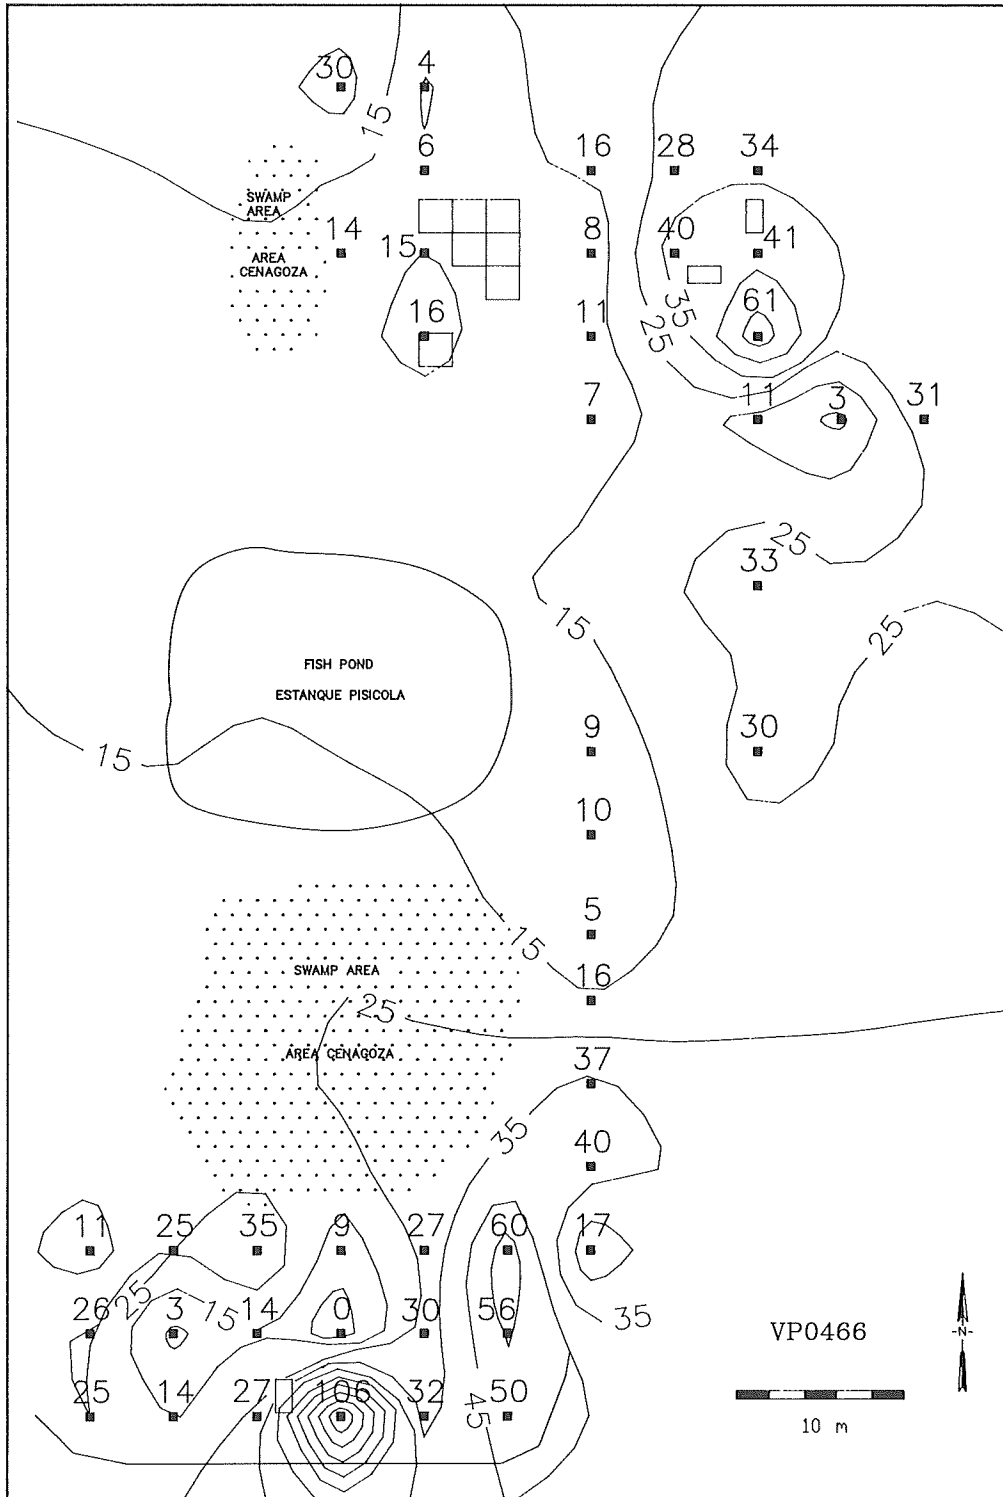 30 4
15
6 16 28 34
SWAMP
AREA
14 15 8 40 41
AREA
CENAGOZA
35
16 11 61
25
7 11 3 31
25
33
15
25
FISH POND
ESTANQUE PISICOLA
15
9 30
10
5
15
SWAMP AREA
16
25
AREA CENAGOZA
37
35
40
11 25 35 9 27 60 17
25
15
26 3 14 0 30 56
35
VP0466
-N-
25 14 27 106 32 50
45
10 m